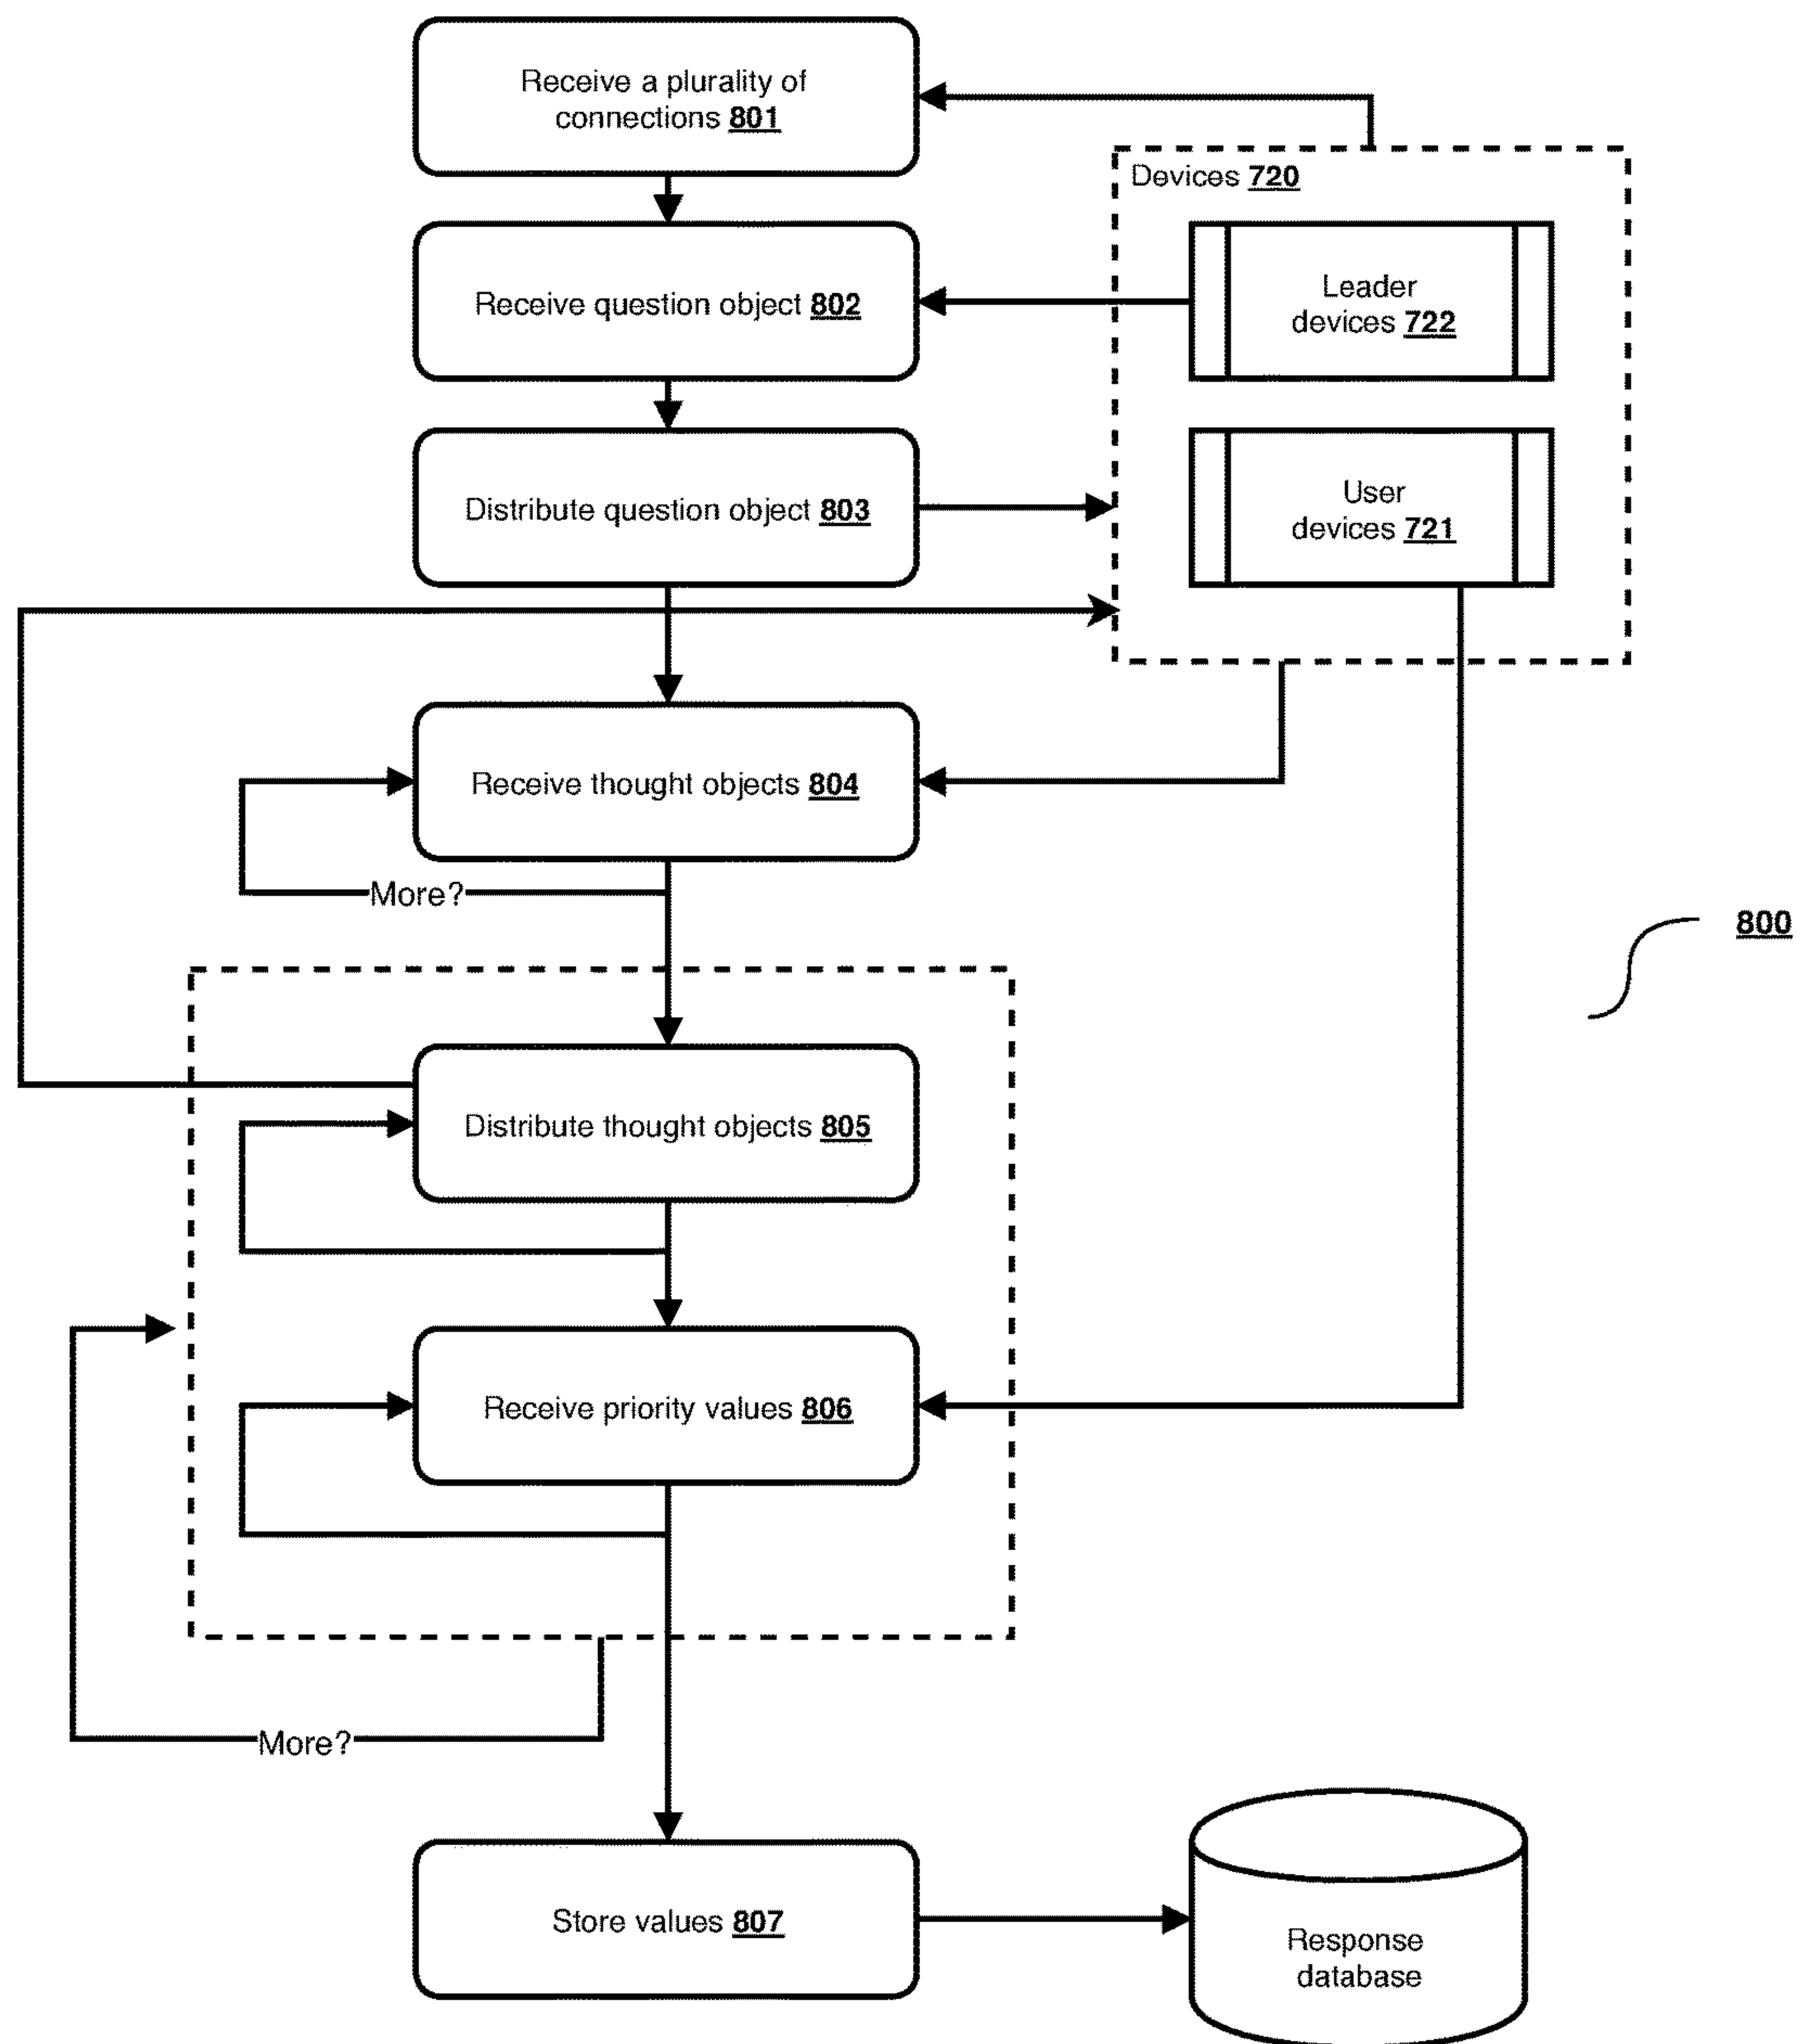 Receive a plurality of
connections 801
Devices 720
Receive question object 802
Leader
devices 722
Distribute question object 803
User
devices 721
Receive thought objects 804
More?
800
Distribute thought objects 805
Receive priority values 806
More?
Store values 807
Response
database